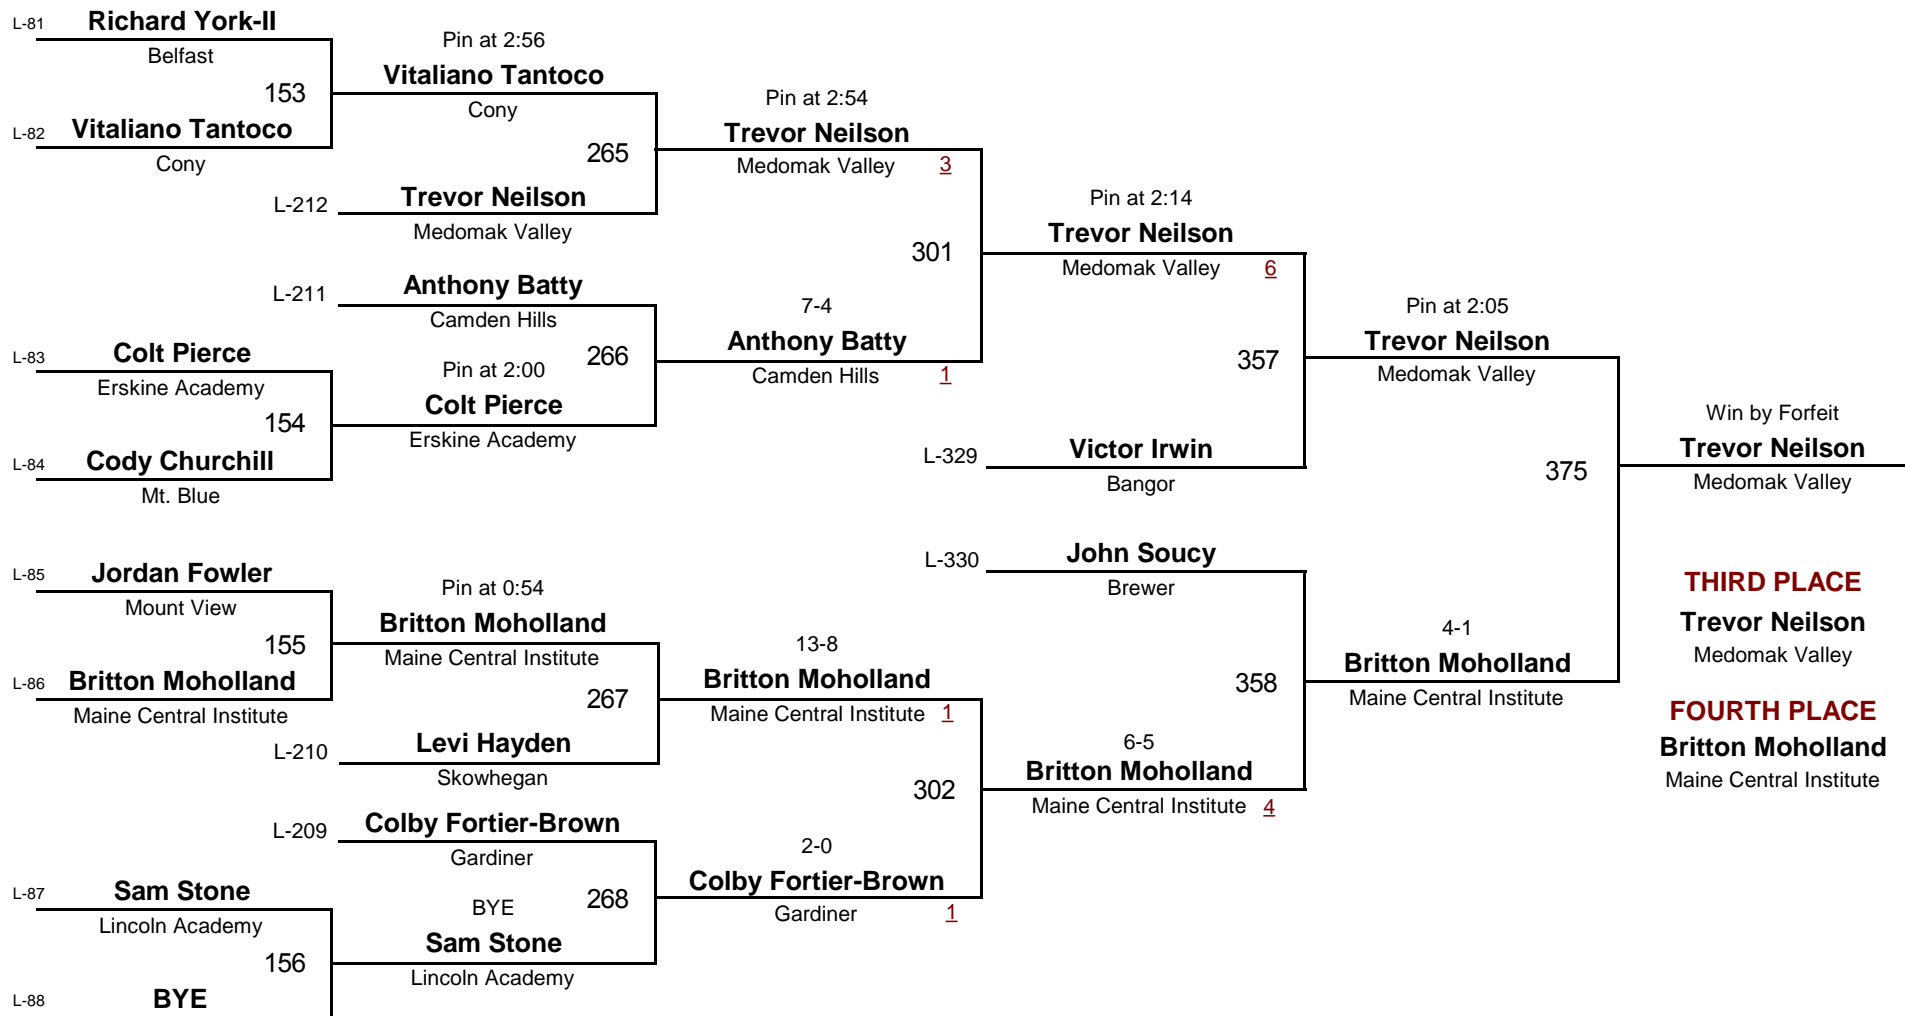 L-81 Richard York-II
Belfast
153
L-82 Vitaliano Tantoco
Cony
Pin at 2:56
Vitaliano Tantoco
Cony
265
L-212 Trevor Neilson
Medomak Valley
Pin at 2:54
Trevor Neilson
Medomak Valley 3
301
L-211 Anthony Batty
Camden Hills
266
L-83 Colt Pierce
Erskine Academy
154
L-84 Cody Churchill
Mt. Blue
Pin at 2:00
Colt Pierce
Erskine Academy
7-4
Anthony Batty
Camden Hills 1
Pin at 2:14
Trevor Neilson
Medomak Valley 6
357
L-329 Victor Irwin
Bangor
Pin at 2:05
Trevor Neilson
Medomak Valley
375
Win by Forfeit
Trevor Neilson
Medomak Valley
L-85 Jordan Fowler
Mount View
155
L-86 Britton Moholland
Maine Central Institute
Pin at 0:54
Britton Moholland
Maine Central Institute
267
L-210 Levi Hayden
Skowhegan
13-8
Britton Moholland
Maine Central Institute 1
302
L-209 Colby Fortier-Brown
Gardiner
268
L-87 Sam Stone
Lincoln Academy
156
L-88 BYE
BYE
Sam Stone
Lincoln Academy
2-0
Colby Fortier-Brown
Gardiner 1
L-330 John Soucy
Brewer
358
6-5
Britton Moholland
Maine Central Institute 4
4-1
Britton Moholland
Maine Central Institute
THIRD PLACE
Trevor Neilson
Medomak Valley
FOURTH PLACE
Britton Moholland
Maine Central Institute